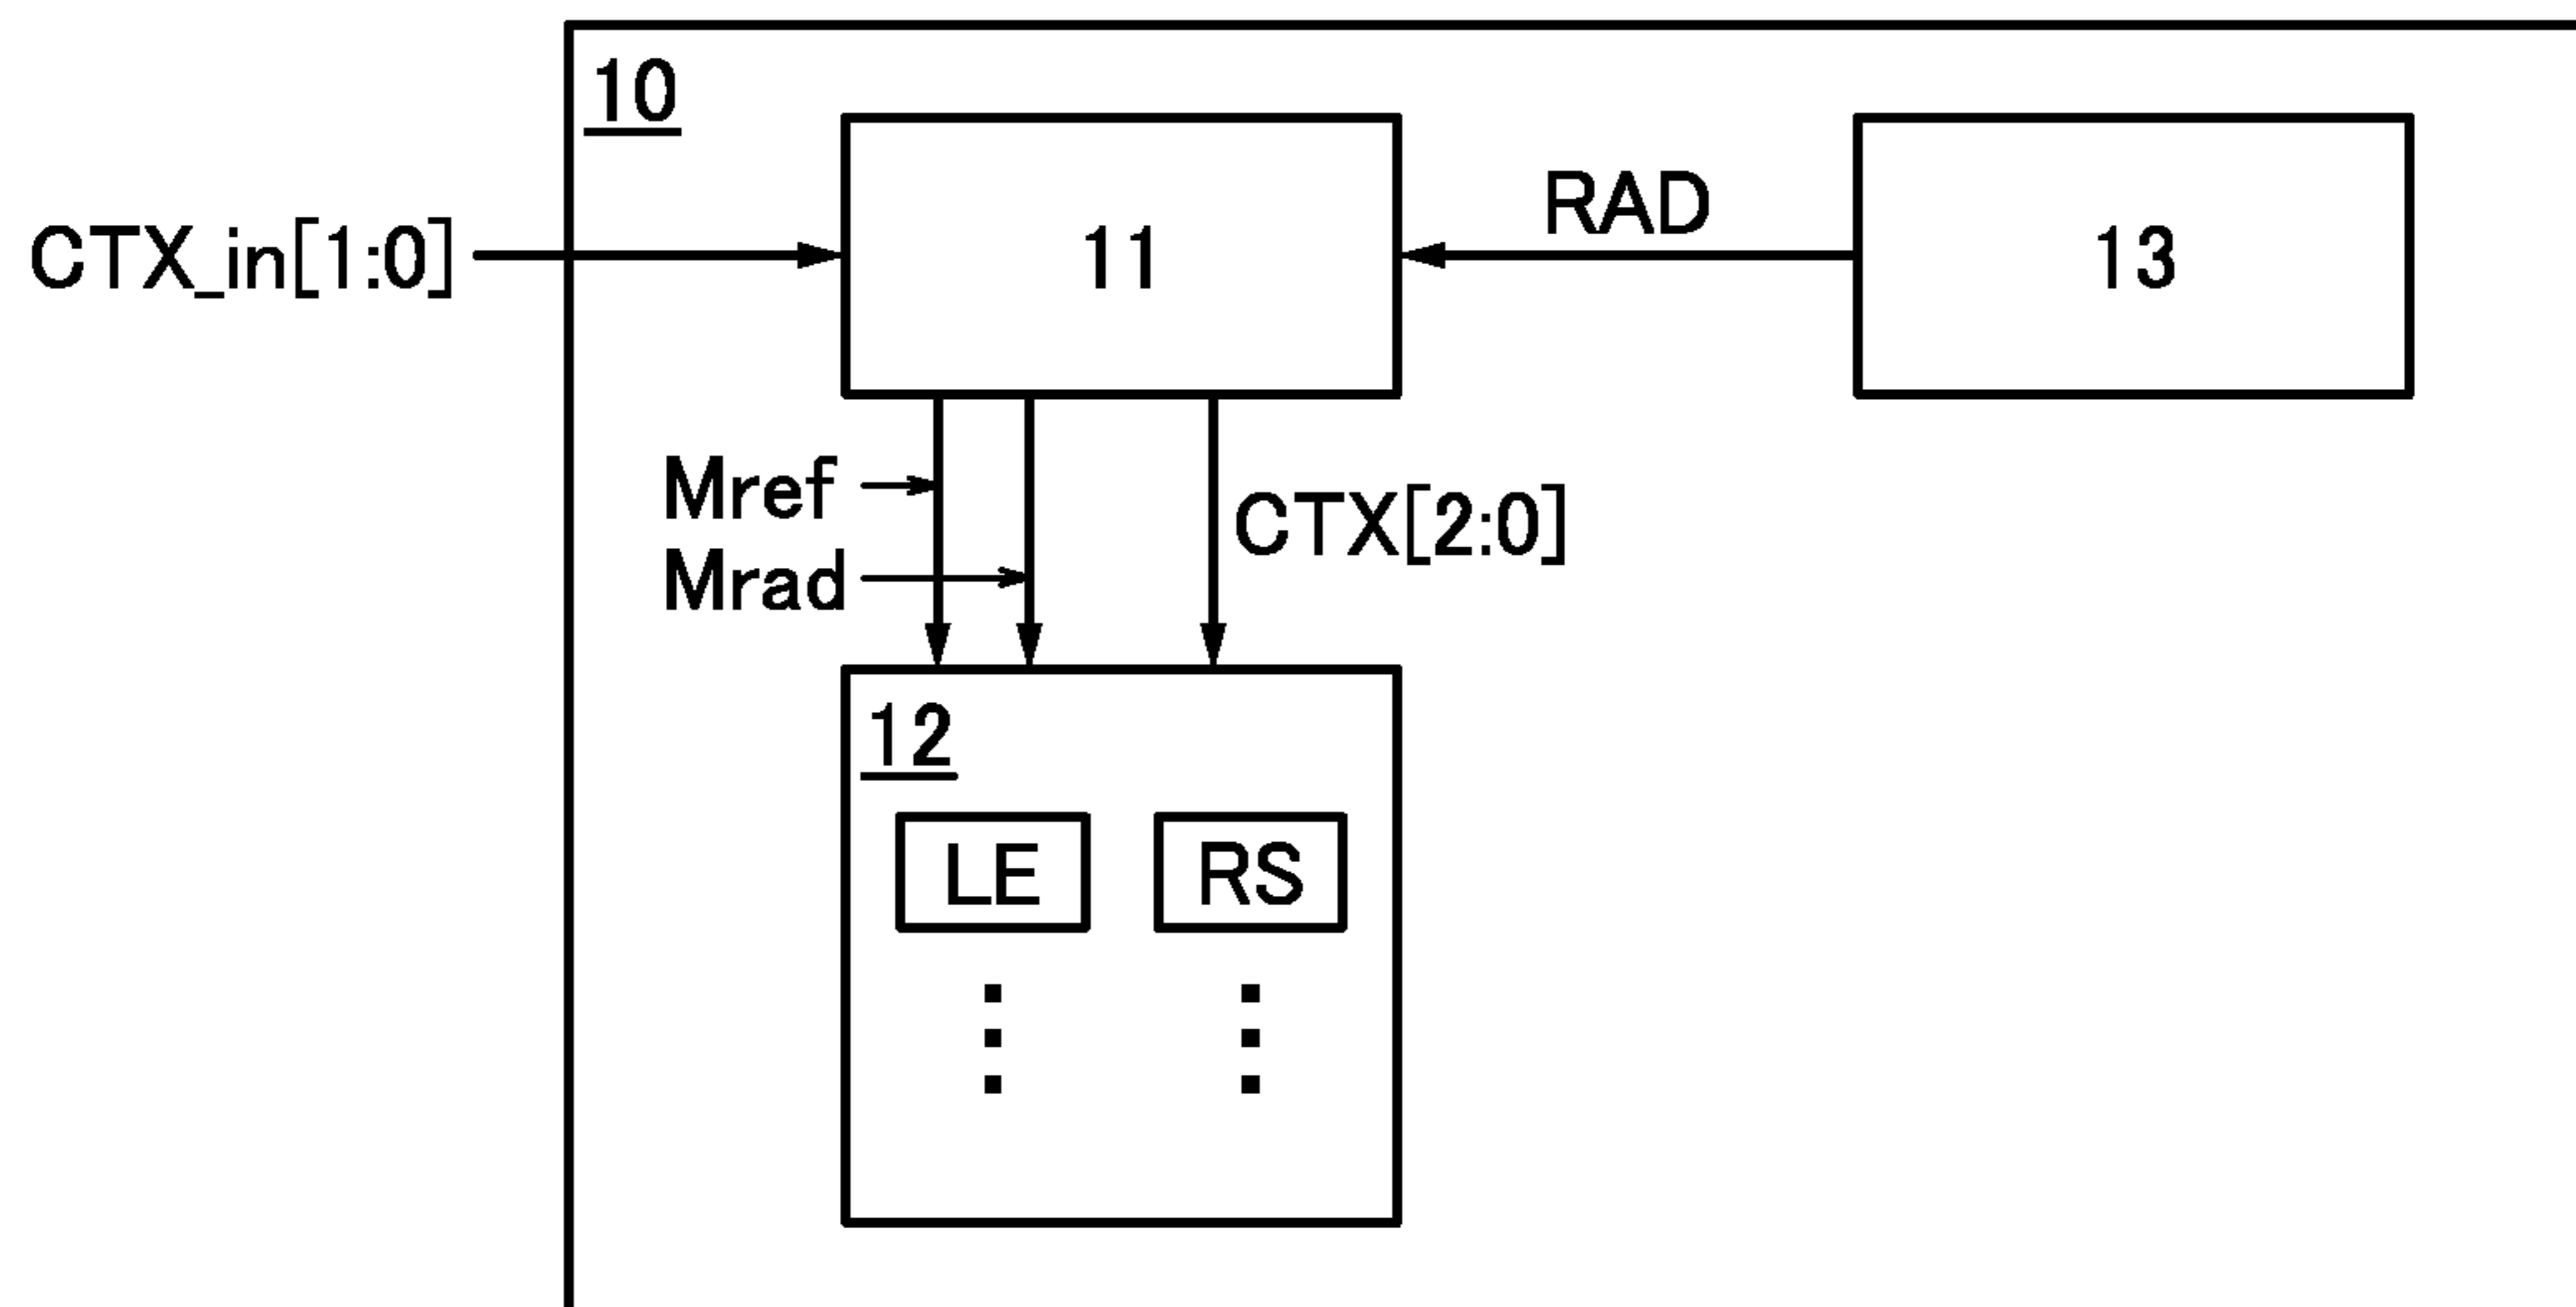 10
CTX_in[1:0]
11
RAD
13
Mref
Mrad
CTX[2:0]
12
LE
RS